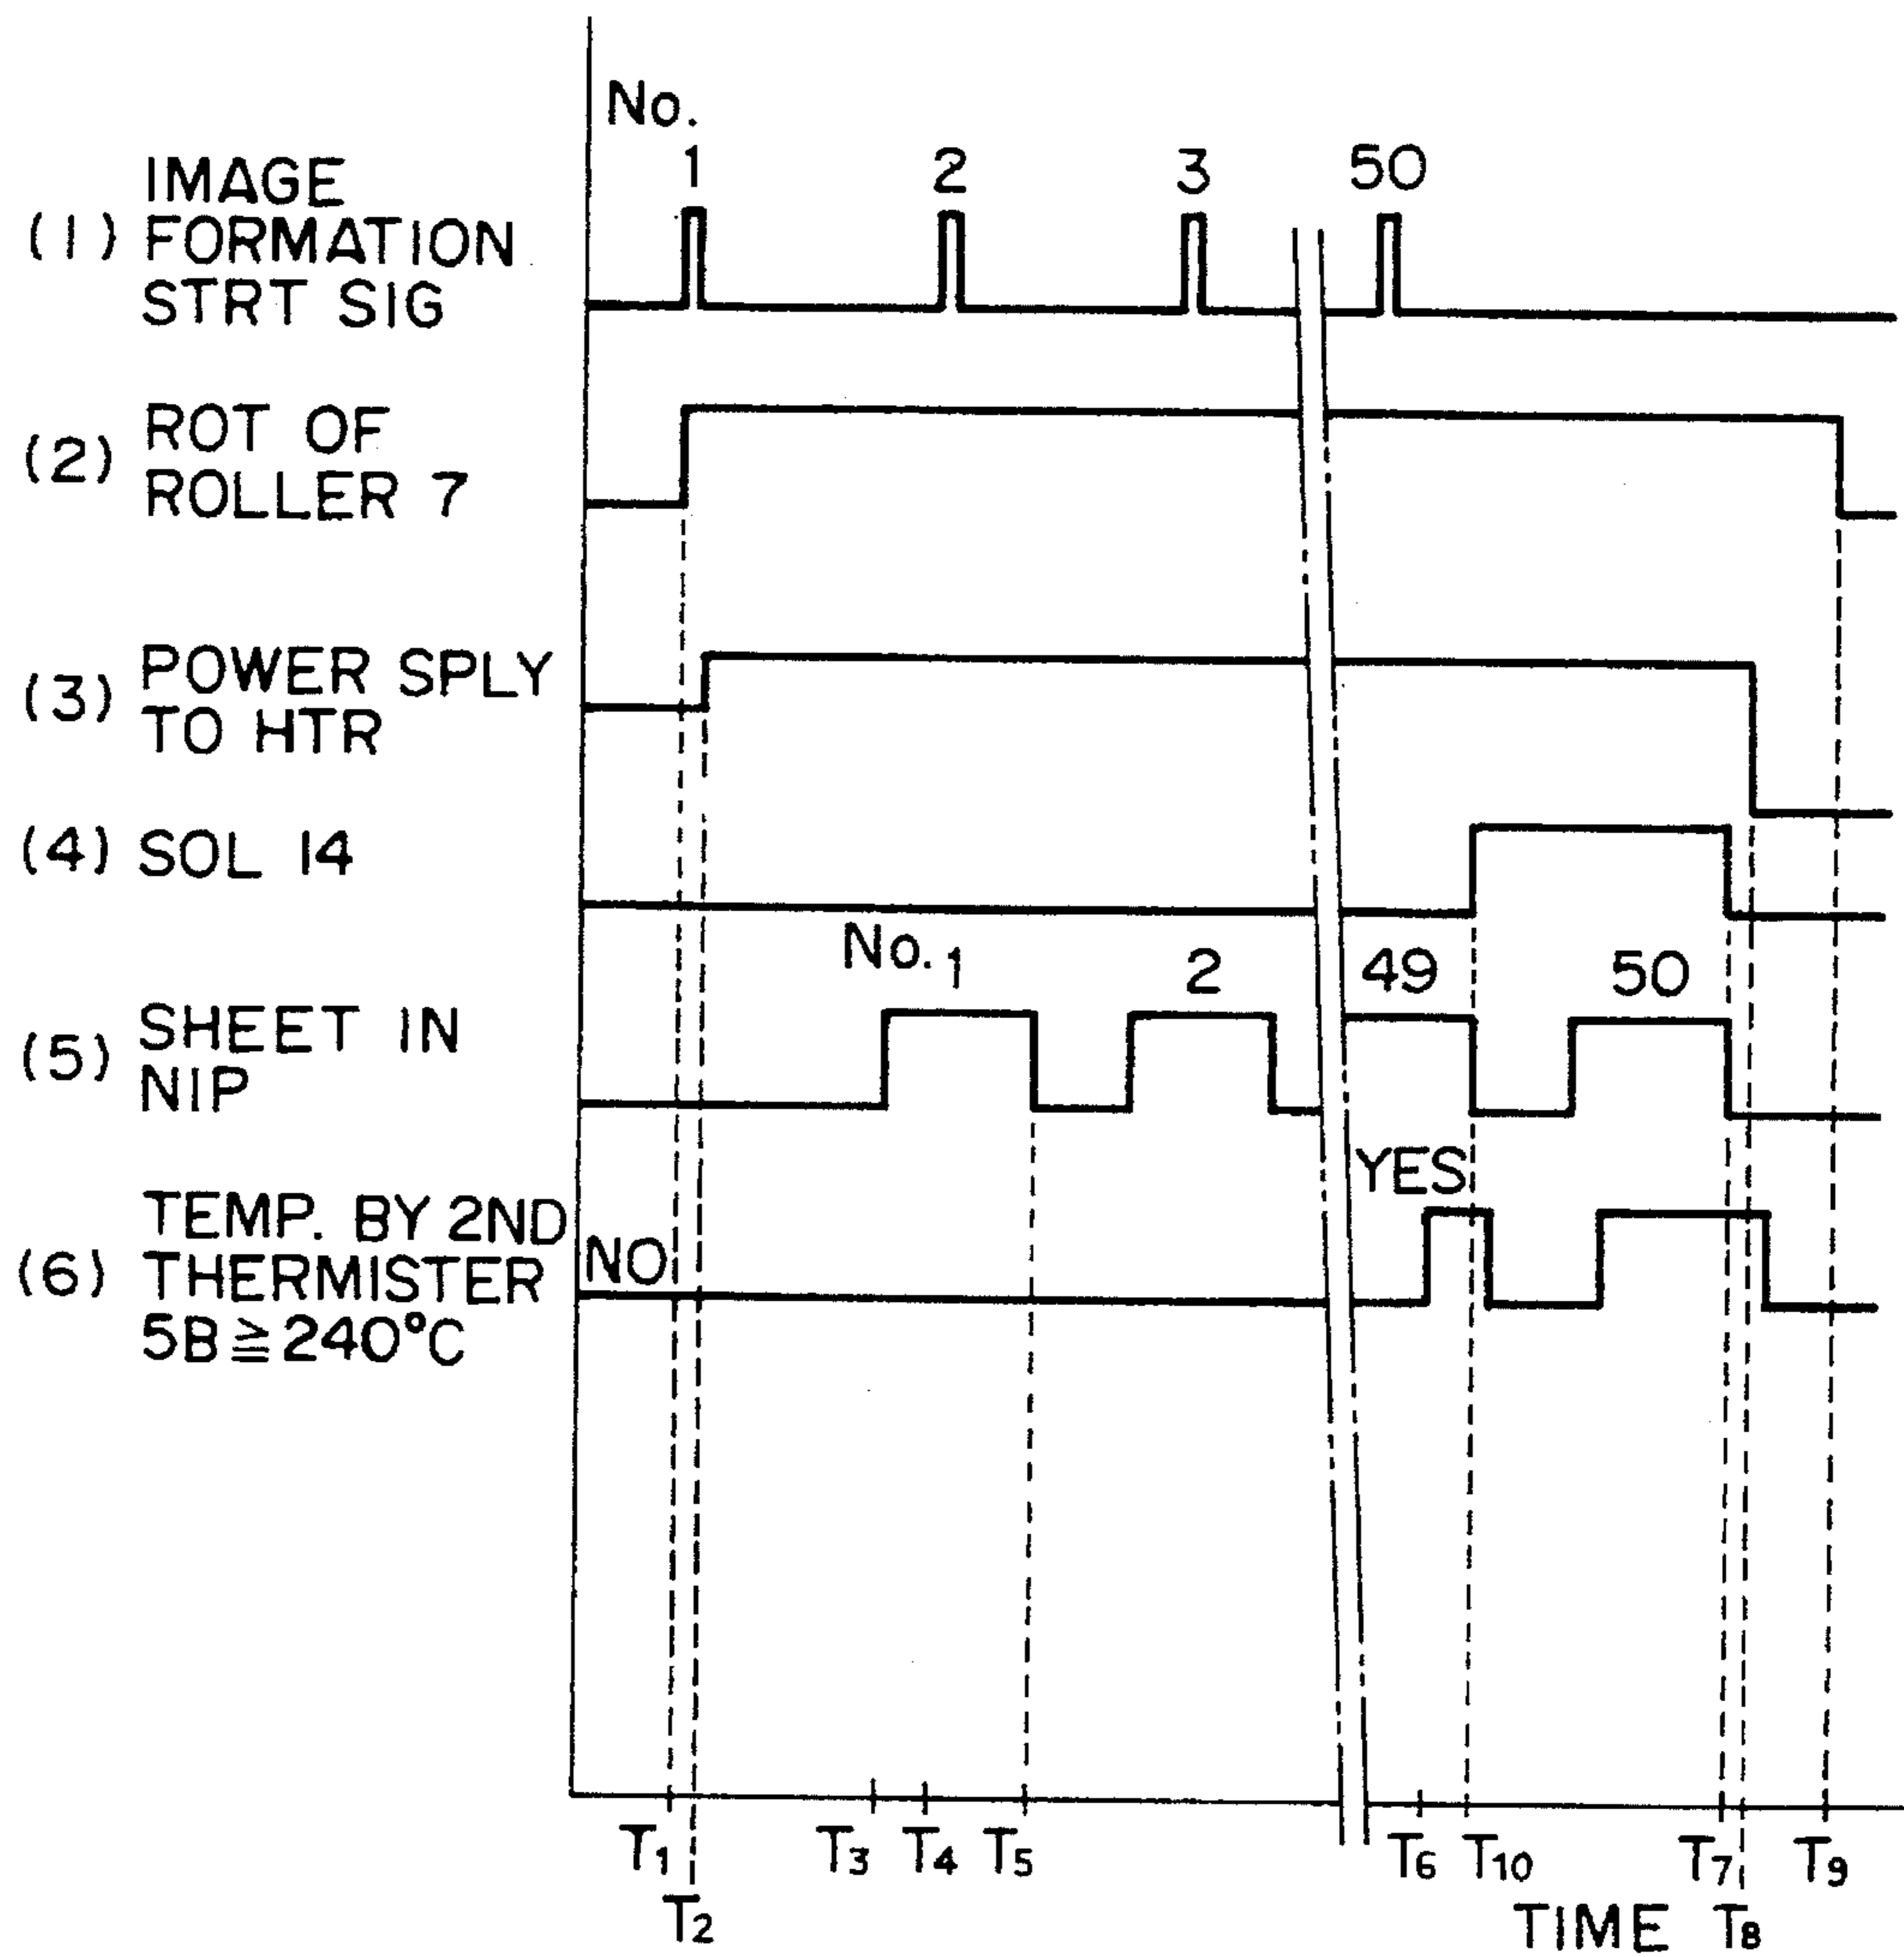 No.
1 2 3 50
(1) IMAGE
FORMATION
STRT SIG
(2) ROT OF
ROLLER 7
(3) POWER SPLY
TO HTR
(4) SOL 14
No. 1 2 49 50
(5) SHEET IN
NIP
YES
(6) TEMP. BY 2ND
THERMISTER
5B ≧ 240°C
NO
T1 T3 T4 T5 T6 T10 T7 T9
T2 TIME T8